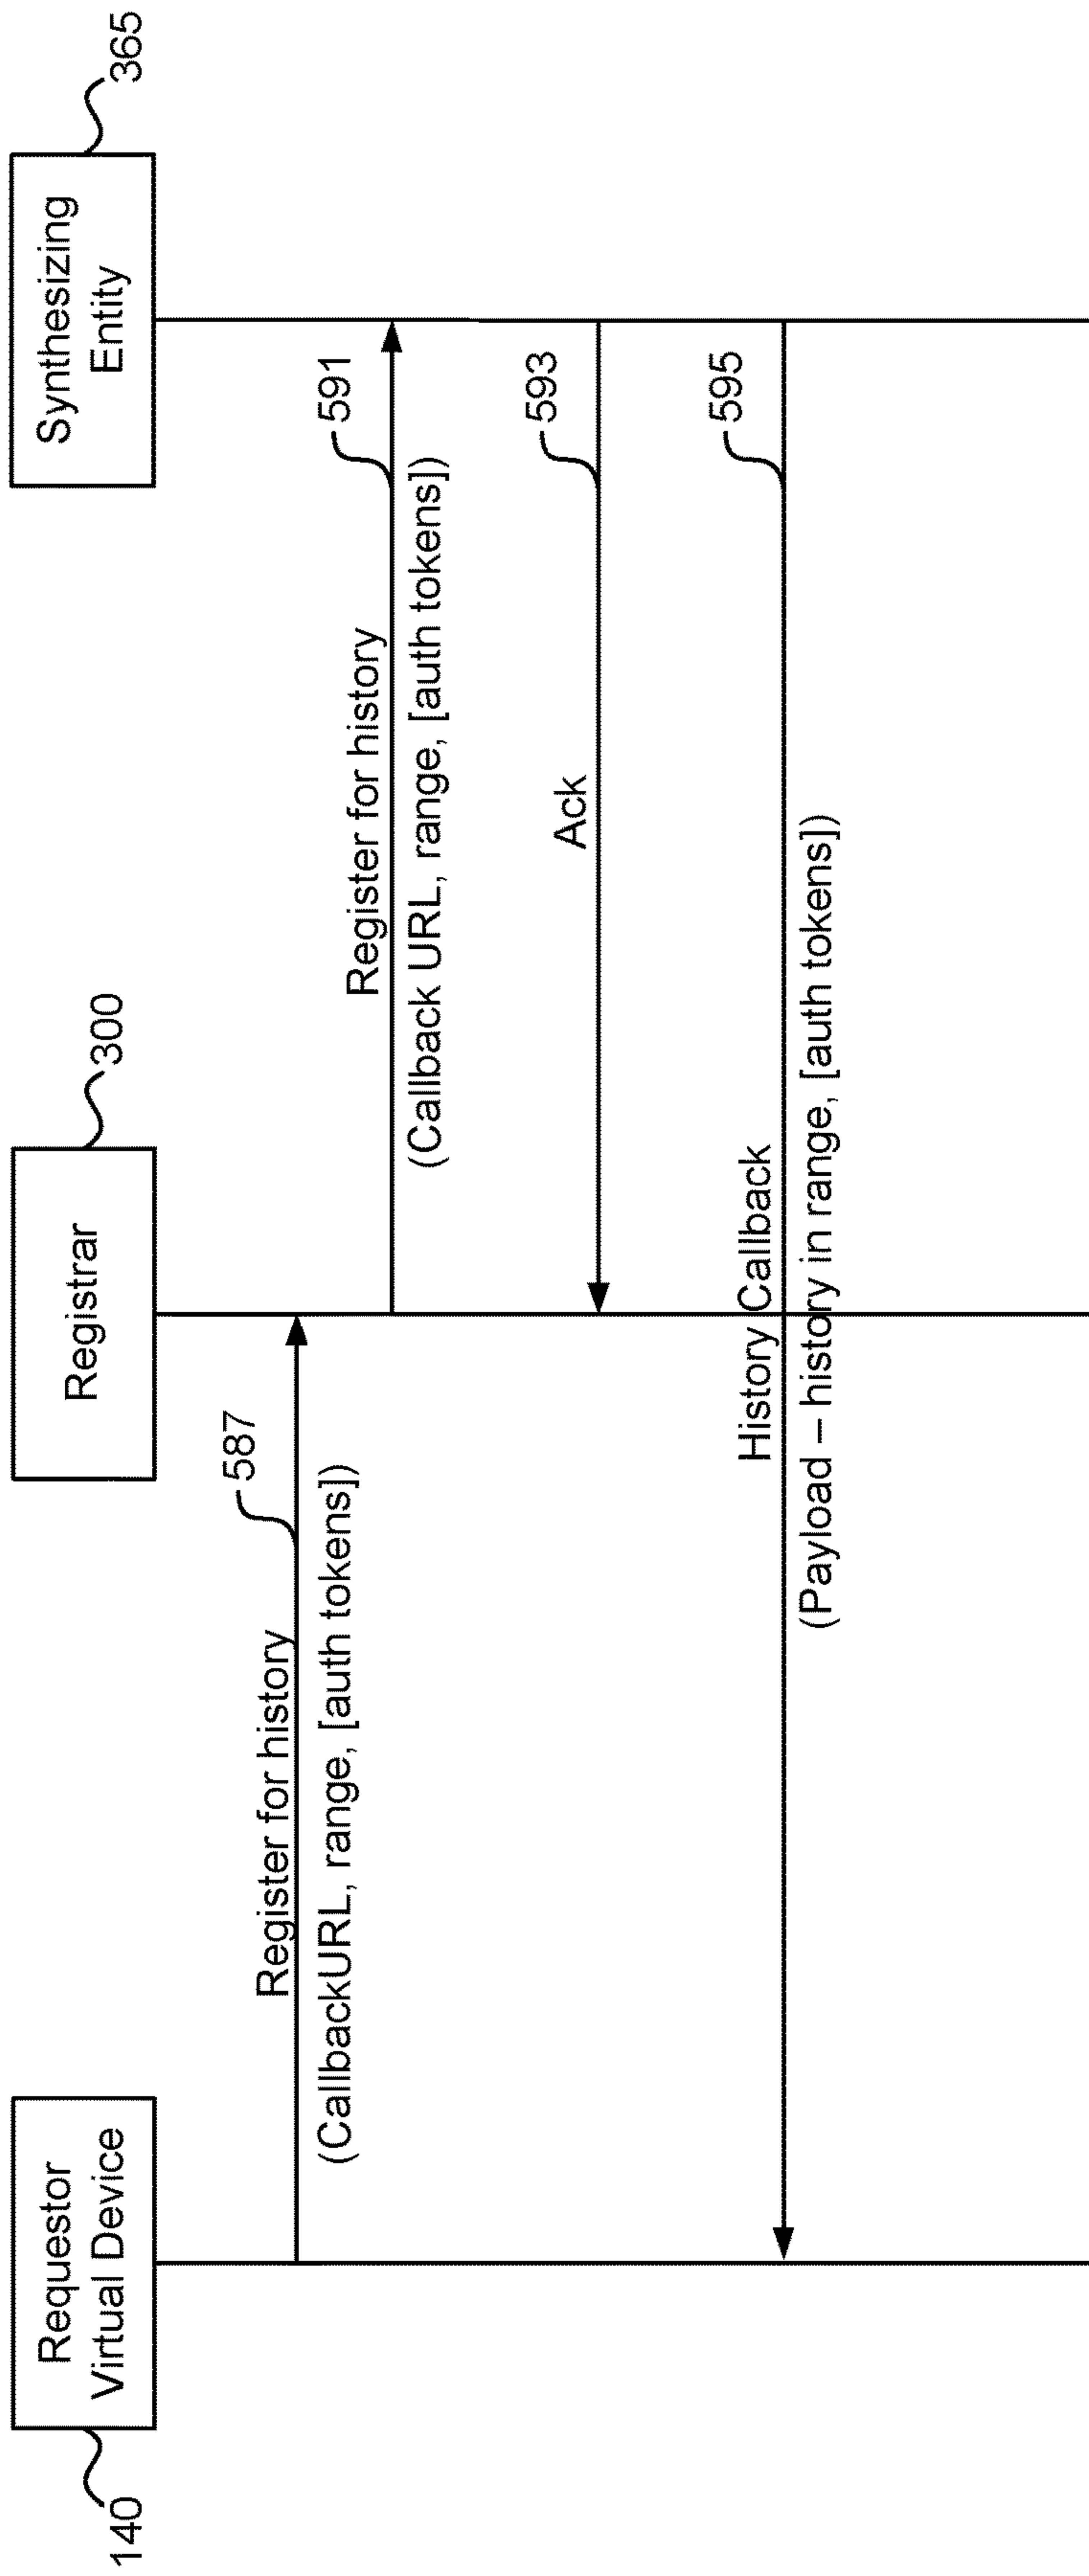 Requestor
Virtual Device
140
Registrar
300
Synthesizing
Entity
365
Register for history
587
(CallbackURL, range, [auth tokens])
Register for history
591
(Callback URL, range, [auth tokens])
Ack
593
History Callback
595
(Payload – history in range, [auth tokens])